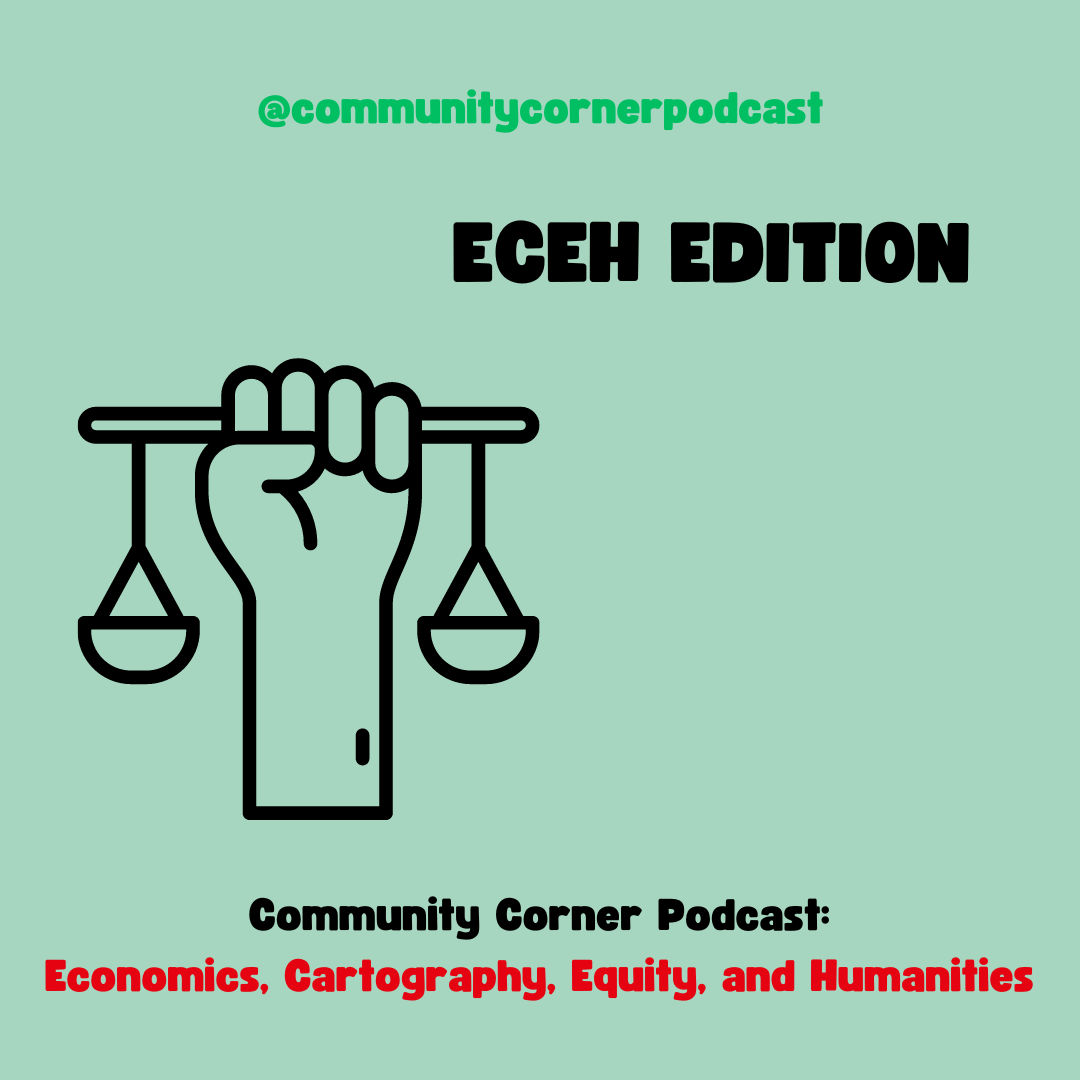 @communitycornerpodcast
ECEH EDITION
Community Corner Podcast:
Economics, Cartography, Equity, and Humanities